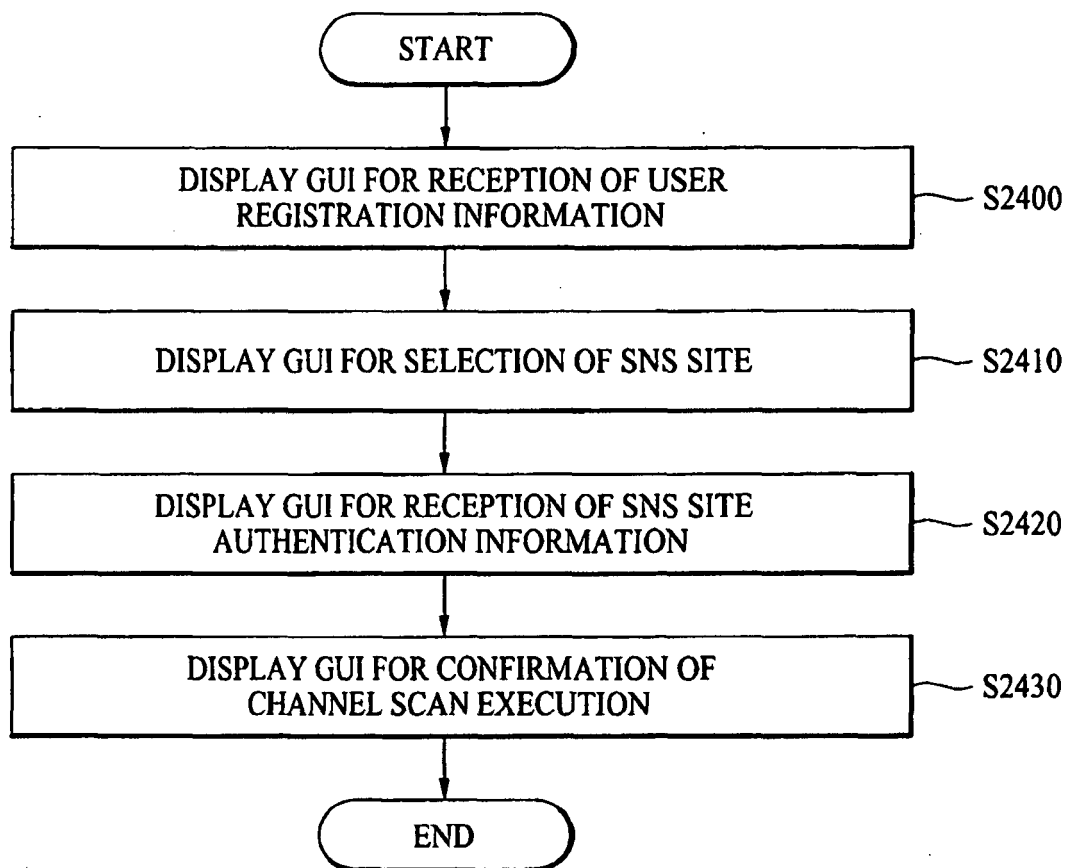 START
DISPLAY GUI FOR RECEPTION OF USER
REGISTRATION INFORMATION
S2400
DISPLAY GUI FOR SELECTION OF SNS SITE
S2410
DISPLAY GUI FOR RECEPTION OF SNS SITE
AUTHENTICATION INFORMATION
S2420
DISPLAY GUI FOR CONFIRMATION OF
CHANNEL SCAN EXECUTION
S2430
END